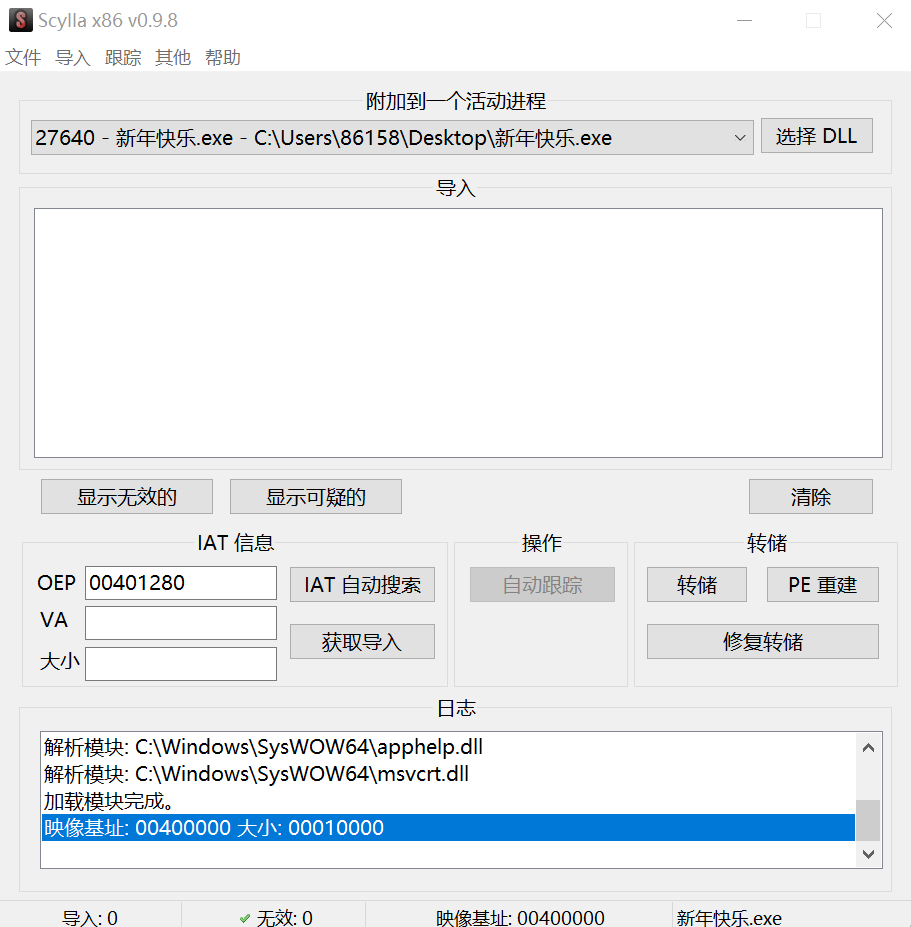 Scylla x86 v0.9.8
文件 导入 跟踪 其他 帮助
附加到一个活动进程
27640 - 新年快乐.exe - C:\Users\86158\Desktop\新年快乐.exe 选择 DLL
导入
显示无效的 显示可疑的 清除
IAT 信息 操作 转储
OEP 00401280 IAT 自动搜索 自动跟踪 转储 PE 重建
VA
获取导入 修复转储
大小
日志
解析模块: C:\Windows\SysWOW64\apphelp.dll
解析模块: C:\Windows\SysWOW64\msvcrt.dll
加载模块完成。
映像基址: 00400000 大小: 00010000
导入: 0 无效: 0 映像基址: 00400000 新年快乐.exe